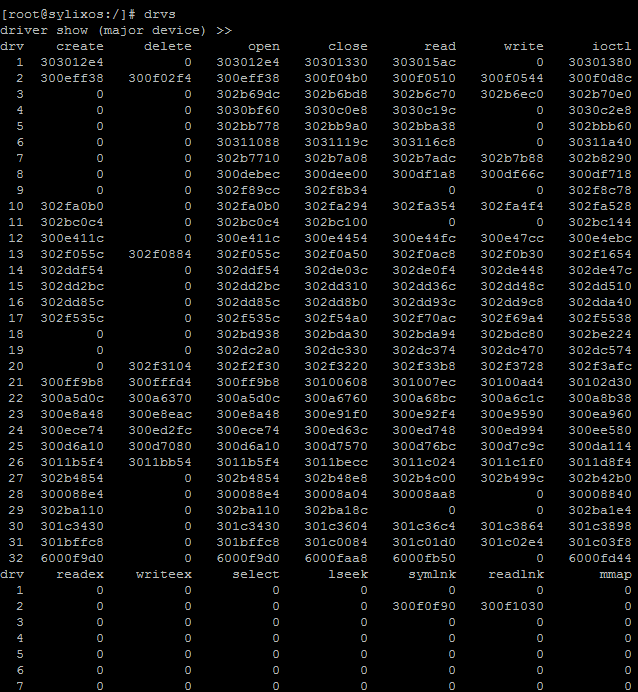 [root@sylixos:/]# drvs
driver show (major device) >>
drv create delete open close read write ioctl
1 303012e4 0 303012e4 30301330 303015ac 0 30301380
2 300eff38 300f02f4 300eff38 300f04b0 300f0510 300f0544 300f0d8c
3 0 0 302b69dc 302b6bd8 302b6c70 302b6ec0 302b70e0
4 0 0 3030bf60 3030c0e8 3030c19c 0 3030c2e8
5 0 0 302bb778 302bb9a0 302bba38 0 302bbb60
6 0 0 30311088 3031119c 303116c8 0 30311a40
7 0 0 302b7710 302b7a08 302b7adc 302b7b88 302b8290
8 0 0 300debec 300dee00 300df1a8 300df66c 300df718
9 0 0 302f89cc 302f8b34 0 0 302f8c78
10 302fa0b0 0 302fa0b0 302fa294 302fa354 302fa4f4 302fa528
11 302bc0c4 0 302bc0c4 302bc100 0 0 302bc144
12 300e411c 0 300e411c 300e4454 300e44fc 300e47cc 300e4ebc
13 302f055c 302f0884 302f055c 302f0a50 302f0ac8 302f0b30 302f1654
14 302ddf54 0 302ddf54 302de03c 302de0f4 302de448 302de47c
15 302dd2bc 0 302dd2bc 302dd310 302dd36c 302dd48c 302dd510
16 302dd85c 0 302dd85c 302dd8b0 302dd93c 302dd9c8 302dda40
17 302f535c 0 302f535c 302f54a0 302f70ac 302f69a4 302f5538
18 0 0 302bd938 302bda30 302bda94 302bdc80 302be224
19 0 0 302dc2a0 302dc330 302dc374 302dc470 302dc574
20 0 302f3104 302f2f30 302f3220 302f33b8 302f3728 302f3afc
21 300ff9b8 300fffd4 300ff9b8 30100608 301007ec 30100ad4 30102d30
22 300a5d0c 300a6370 300a5d0c 300a6760 300a68bc 300a6c1c 300a8b38
23 300e8a48 300e8eac 300e8a48 300e91f0 300e92f4 300e9590 300ea960
24 300ece74 300ed2fc 300ece74 300ed63c 300ed748 300ed994 300ee580
25 300d6a10 300d7080 300d6a10 300d7570 300d76bc 300d7c9c 300da114
26 3011b5f4 3011bb54 3011b5f4 3011becc 3011c024 3011c1f0 3011d8f4
27 302b4854 0 302b4854 302b48e8 302b4c00 302b499c 302b42b0
28 300088e4 0 300088e4 30008a04 30008aa8 0 30008840
29 302ba110 0 302ba110 302ba18c 0 0 302ba1e4
30 301c3430 0 301c3430 301c3604 301c36c4 301c3864 301c3898
31 301bffc8 0 301bffc8 301c0084 301c01d0 301c02e4 301c03f8
32 6000f9d0 0 6000f9d0 6000faa8 6000fb50 0 6000fd44
drv readex writeex select lseek symlnk readlnk mmap
1 0 0 0 0 0 0 0
2 0 0 0 0 300f0f90 300f1030 0
3 0 0 0 0 0 0 0
4 0 0 0 0 0 0 0
5 0 0 0 0 0 0 0
6 0 0 0 0 0 0 0
7 0 0 0 0 0 0 0